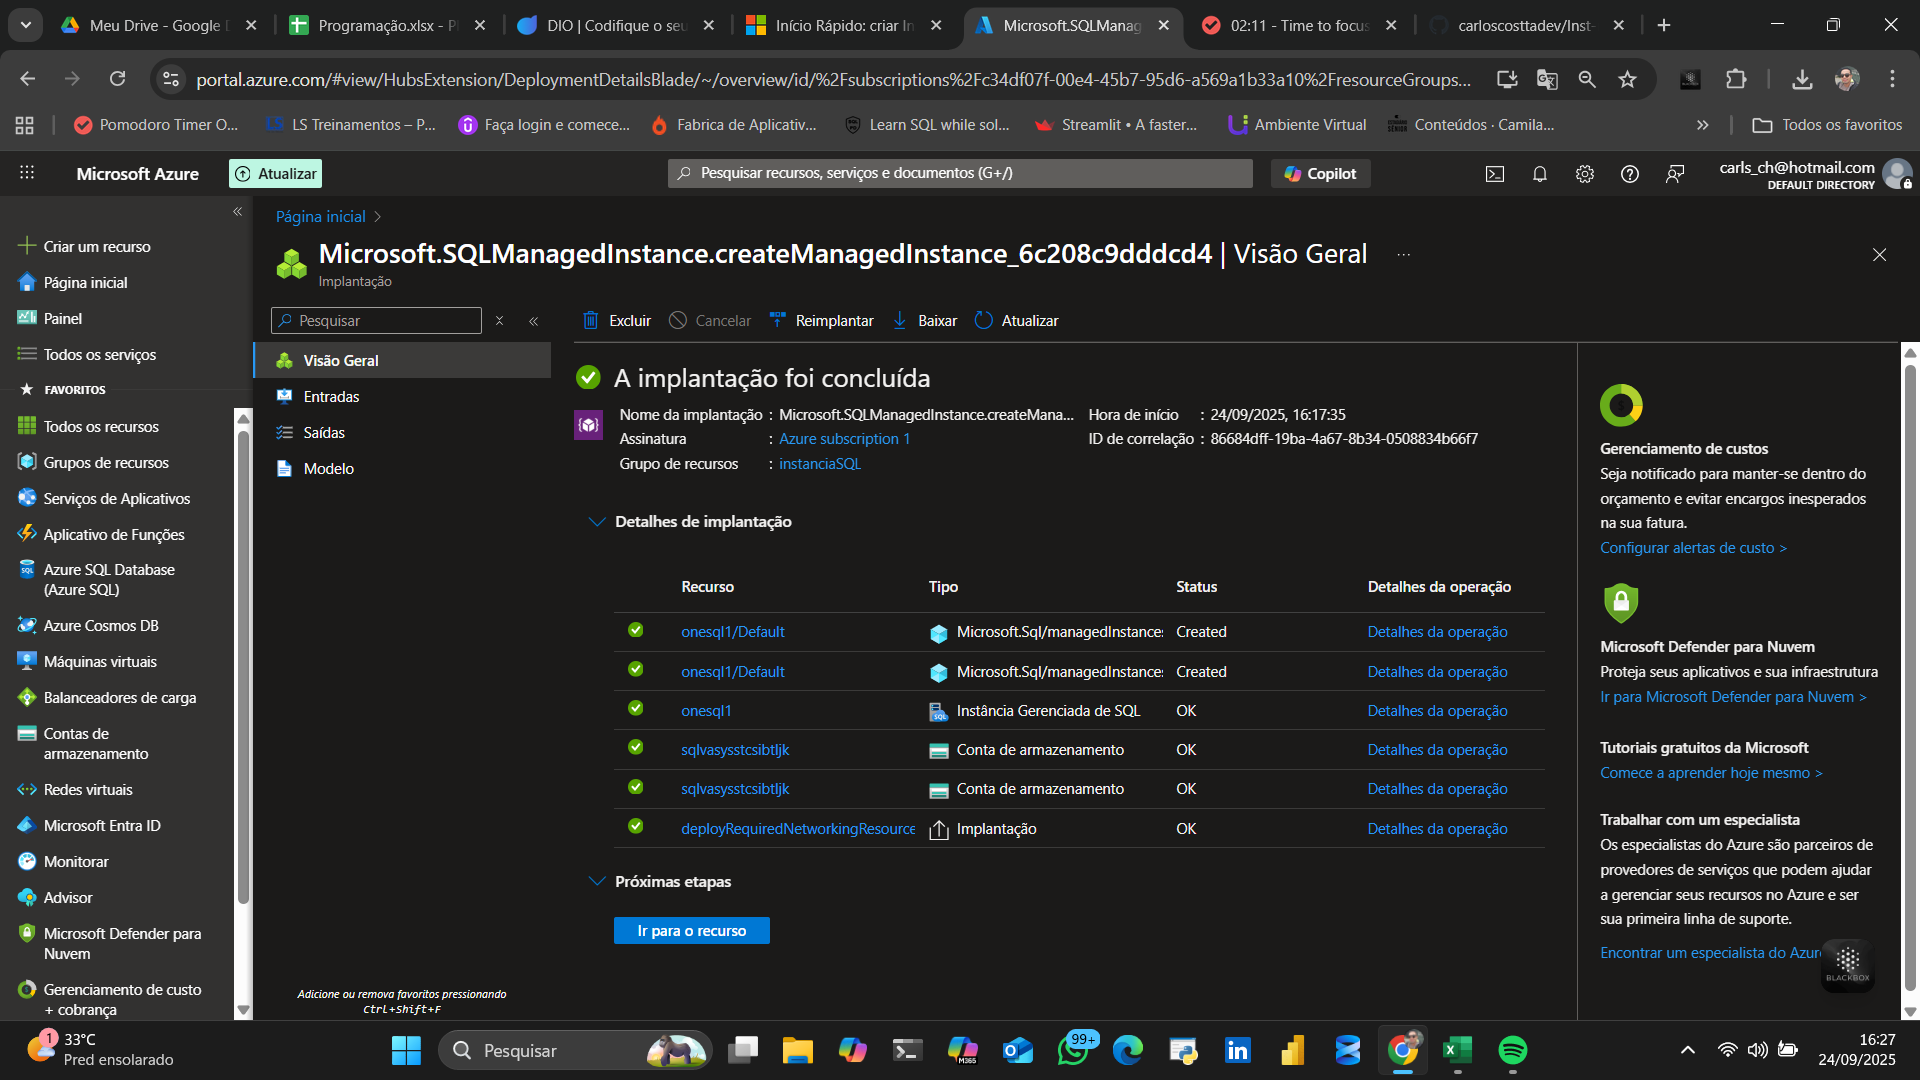 Meu Drive - Google D
Programação.xlsx - P
DIO | Codifique o seu
Início Rápido: criar In
Microsoft.SQLManag
02:11 - Time to focus
carloscosttadev/Inst-
portal.azure.com/#view/HubsExtension/DeploymentDetailsBlade/~/overview/id/%2Fsubscriptions%2Fc34df07f-00e4-45b7-95d6-a569a1b33a10%2FresourceGroups...
Pomodoro Timer O...
LS Treinamentos – P...
Faça login e comece...
Fabrica de Aplicativ...
Learn SQL while sol...
Streamlit • A faster...
Ambiente Virtual
Conteúdos · Camila...
Todos os favoritos
Microsoft Azure
Atualizar
Pesquisar recursos, serviços e documentos (G+/)
Copilot
carls_ch@hotmail.com
DEFAULT DIRECTORY
Criar um recurso
Página inicial
Painel
Todos os serviços
FAVORITOS
Todos os recursos
Grupos de recursos
Serviços de Aplicativos
Aplicativo de Funções
Azure SQL Database
(Azure SQL)
Azure Cosmos DB
Máquinas virtuais
Balanceadores de carga
Contas de
armazenamento
Redes virtuais
Microsoft Entra ID
Monitorar
Advisor
Microsoft Defender para
Nuvem
Gerenciamento de custo
+ cobrança
Página inicial
Microsoft.SQLManagedInstance.createManagedInstance_6c208c9dddcd4 | Visão Geral
Implantação
Pesquisar
Visão Geral
Entradas
Saídas
Modelo
Adicione ou remova favoritos pressionando
Ctrl+Shift+F
Excluir
Cancelar
Reimplantar
Baixar
Atualizar
A implantação foi concluída
Nome da implantação : Microsoft.SQLManagedInstance.createMana...
Assinatura : Azure subscription 1
Grupo de recursos : instanciaSQL
Hora de início : 24/09/2025, 16:17:35
ID de correlação : 86684dff-19ba-4a67-8b34-0508834b66f7
Detalhes de implantação
Recurso Tipo Status Detalhes da operação
onesql1/Default Microsoft.Sql/managedInstances Created Detalhes da operação
onesql1/Default Microsoft.Sql/managedInstances Created Detalhes da operação
onesql1 Instância Gerenciada de SQL OK Detalhes da operação
sqlvasysstcsibtljk Conta de armazenamento OK Detalhes da operação
sqlvasysstcsibtljk Conta de armazenamento OK Detalhes da operação
deployRequiredNetworkingResource Implantação OK Detalhes da operação
Próximas etapas
Ir para o recurso
Gerenciamento de custos
Seja notificado para manter-se dentro do
orçamento e evitar encargos inesperados
na sua fatura.
Configurar alertas de custo >
Microsoft Defender para Nuvem
Proteja seus aplicativos e sua infraestrutura
Ir para Microsoft Defender para Nuvem >
Tutoriais gratuitos da Microsoft
Comece a aprender hoje mesmo >
Trabalhar com um especialista
Os especialistas do Azure são parceiros de
provedores de serviços que podem ajudar
a gerenciar seus recursos no Azure e ser
sua primeira linha de suporte.
Encontrar um especialista do Azur
BLACKBOX
1
33°C
Pred ensolarado
Pesquisar
M365
99+
16:27
24/09/2025